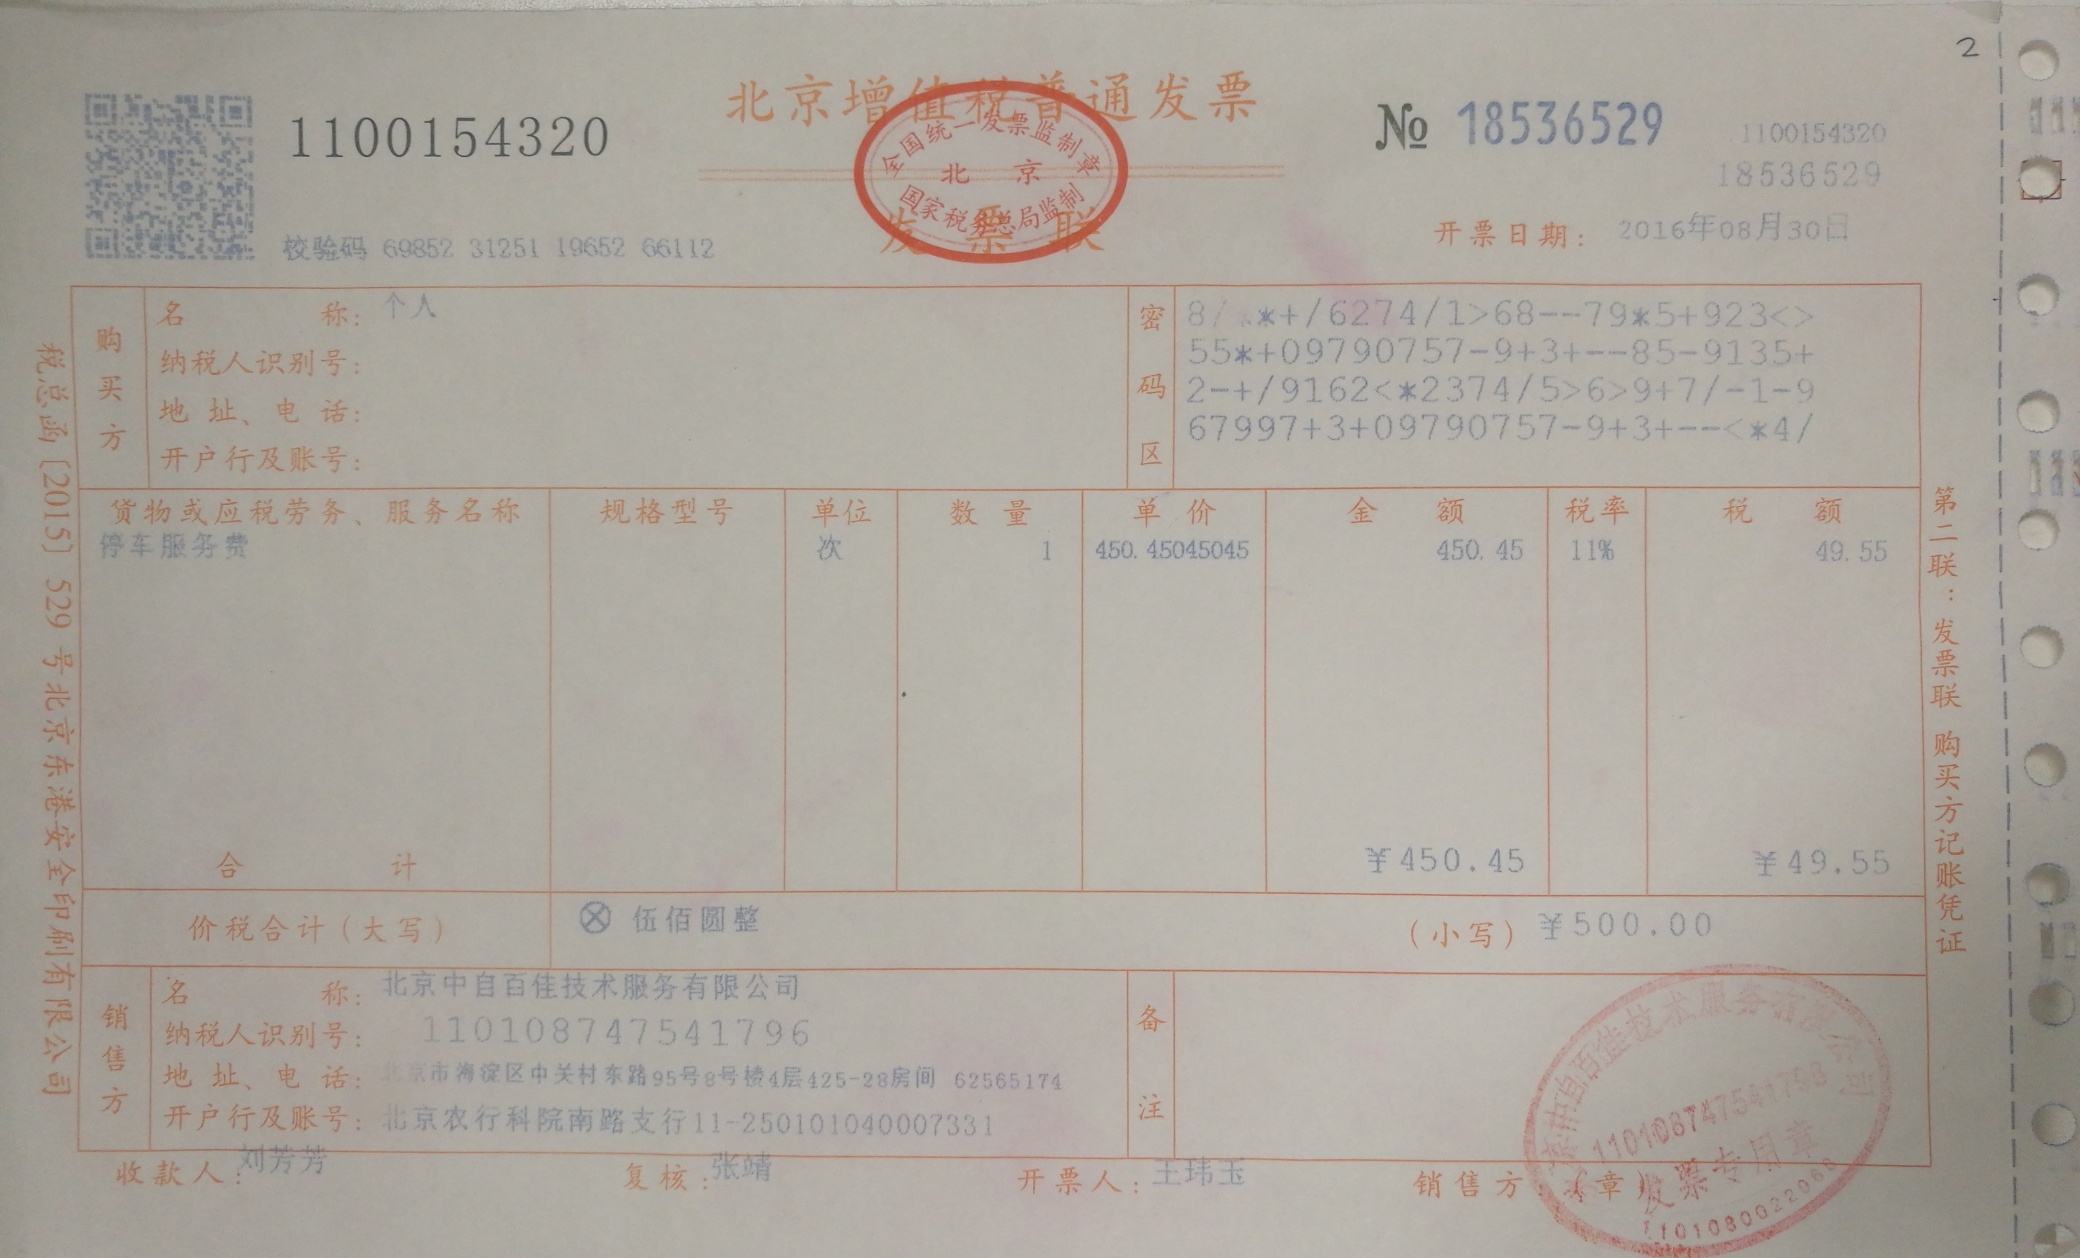 2
北京增值税普通发票
1100154320
№ 18536529
1100154320
18536529
全国统一发票监制章
北 京
国家税务总局监制
发票联
校验码 69852 31251 19652 66112
开票日期: 2016年08月30日
购买方
名 称: 个人
纳税人识别号:
地 址、电 话:
开户行及账号:
密码区
8/ *+/6274/1>68--79*5+923<>
55*+09790757-9+3+--85-9135+
2-+/9162<*2374/5>6>9+7/-1-9
67997+3+09790757-9+3+--<*4/
货物或应税劳务、服务名称 规格型号 单位 数 量 单 价 金 额 税率 税 额
停车服务费 次 1 450.45045045 450.45 11% 49.55
合 计 ¥450.45 ¥49.55
价税合计(大写) ⊗ 伍佰圆整 (小写) ¥500.00
销售方
名 称: 北京中自百佳技术服务有限公司
纳税人识别号: 110108747541796
地 址、电 话: 北京市海淀区中关村东路95号8号楼4层425-28房间 62565174
开户行及账号: 北京农行科院南路支行11-250101040007331
备注
收款人: 刘芳芳 复核: 张靖 开票人: 王玮玉 销售方:(章)
京中自百佳技术服务有限公司
110108747541796
发票专用章
税总函〔2015〕529号北京东港安全印刷有限公司
第二联:发票联 购买方记账凭证